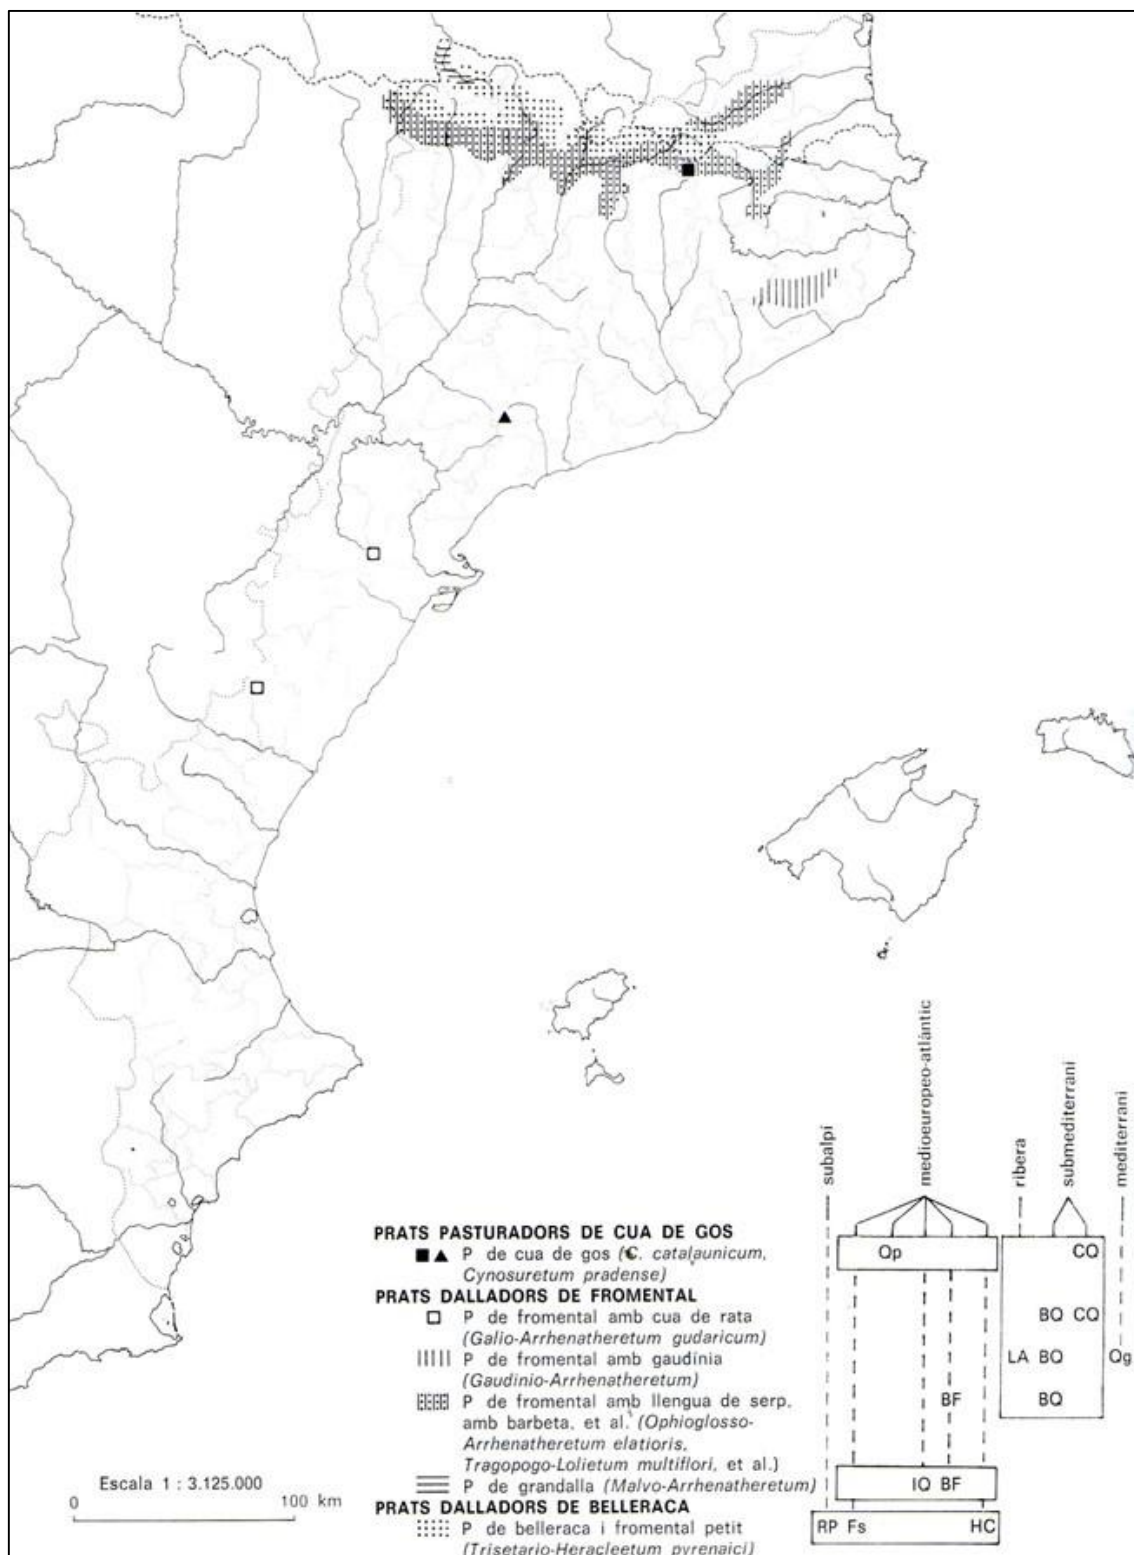 subalpí
medioeuropeo-atlàntic
ribera
submediterrani
mediterrani
PRATS PASTURADORS DE CUA DE GOS
P de cua de gos (C. catalaunicum,
Cynosuretum pradense)
Qp CQ
PRATS DALLADORS DE FROMENTAL
P de fromental amb cua de rata
(Galio-Arrhenatheretum gudaricum)
BQ CQ
P de fromental amb gaudínia
(Gaudinio-Arrhenatheretum)
LA BQ Qg
P de fromental amb llengua de serp,
amb barbeta, et al. (Ophioglosso-
Arrhenatheretum elatioris,
Tragopogo-Lolietum multiflori, et al.)
BF BQ
P de grandalla (Malvo-Arrhenatheretum)
IQ BF
PRATS DALLADORS DE BELLERACA
P de belleraca i fromental petit
(Trisetario-Heracleetum pyrenaici)
RP Fs HC
Escala 1 : 3.125.000
0 100 km